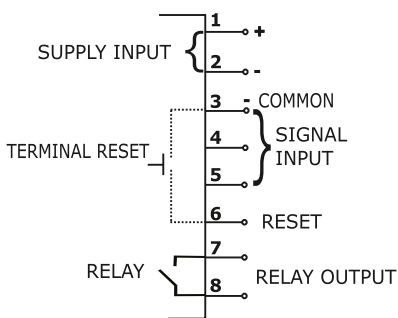 1
+
SUPPLY INPUT
2
-
3
- COMMON
4
SIGNAL
INPUT
TERMINAL RESET
5
6
RESET
7
RELAY
RELAY OUTPUT
8